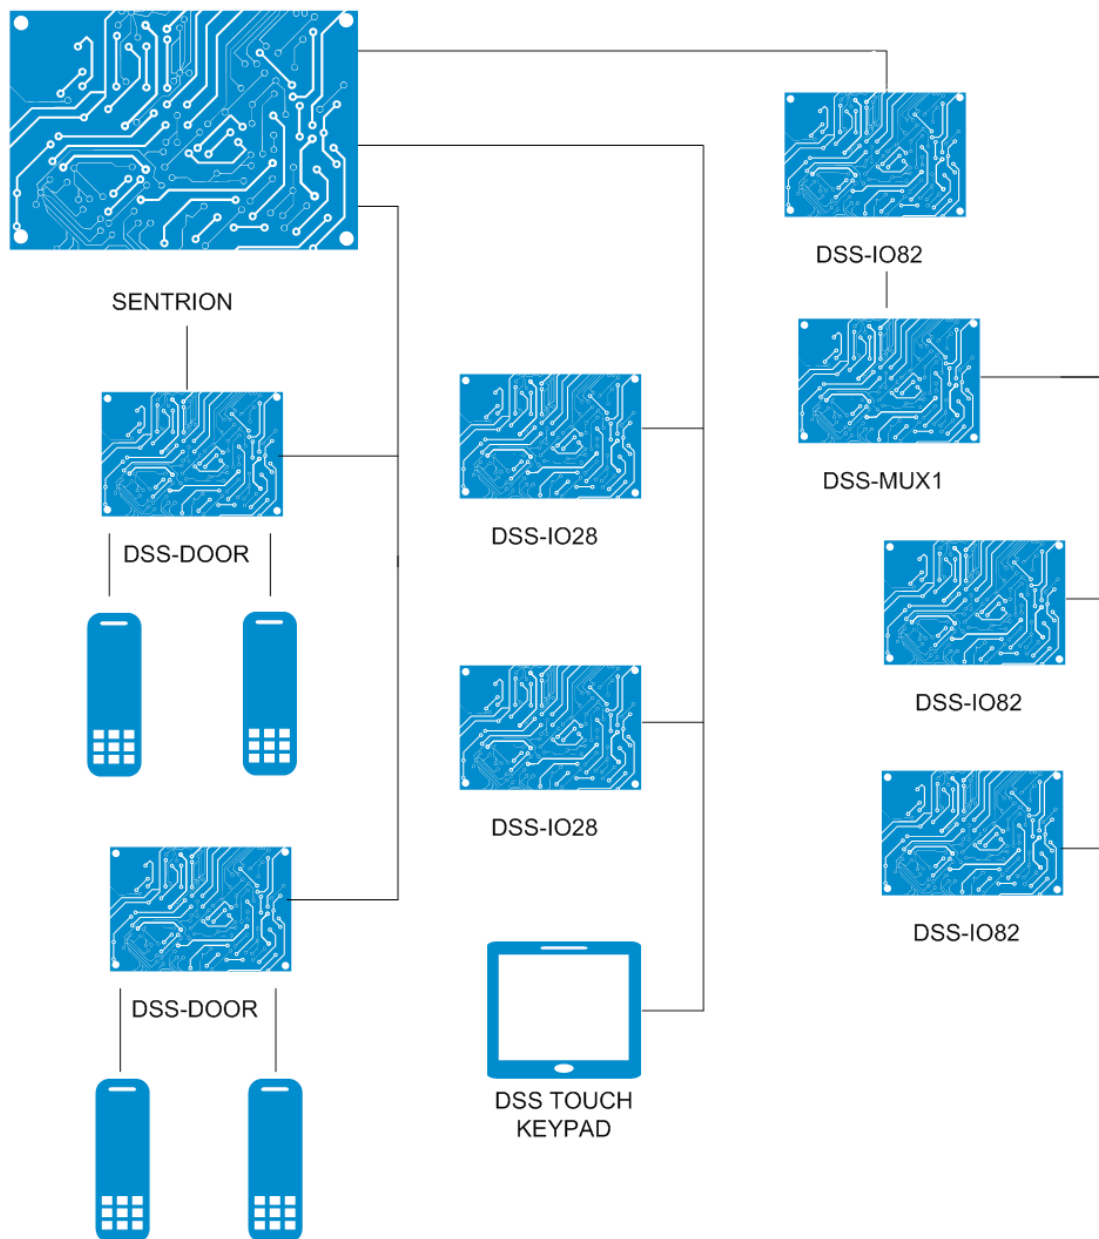 SENTRION
DSS-DOOR
DSS-DOOR
DSS-IO28
DSS-IO28
DSS TOUCH
KEYPAD
DSS-IO82
DSS-MUX1
DSS-IO82
DSS-IO82